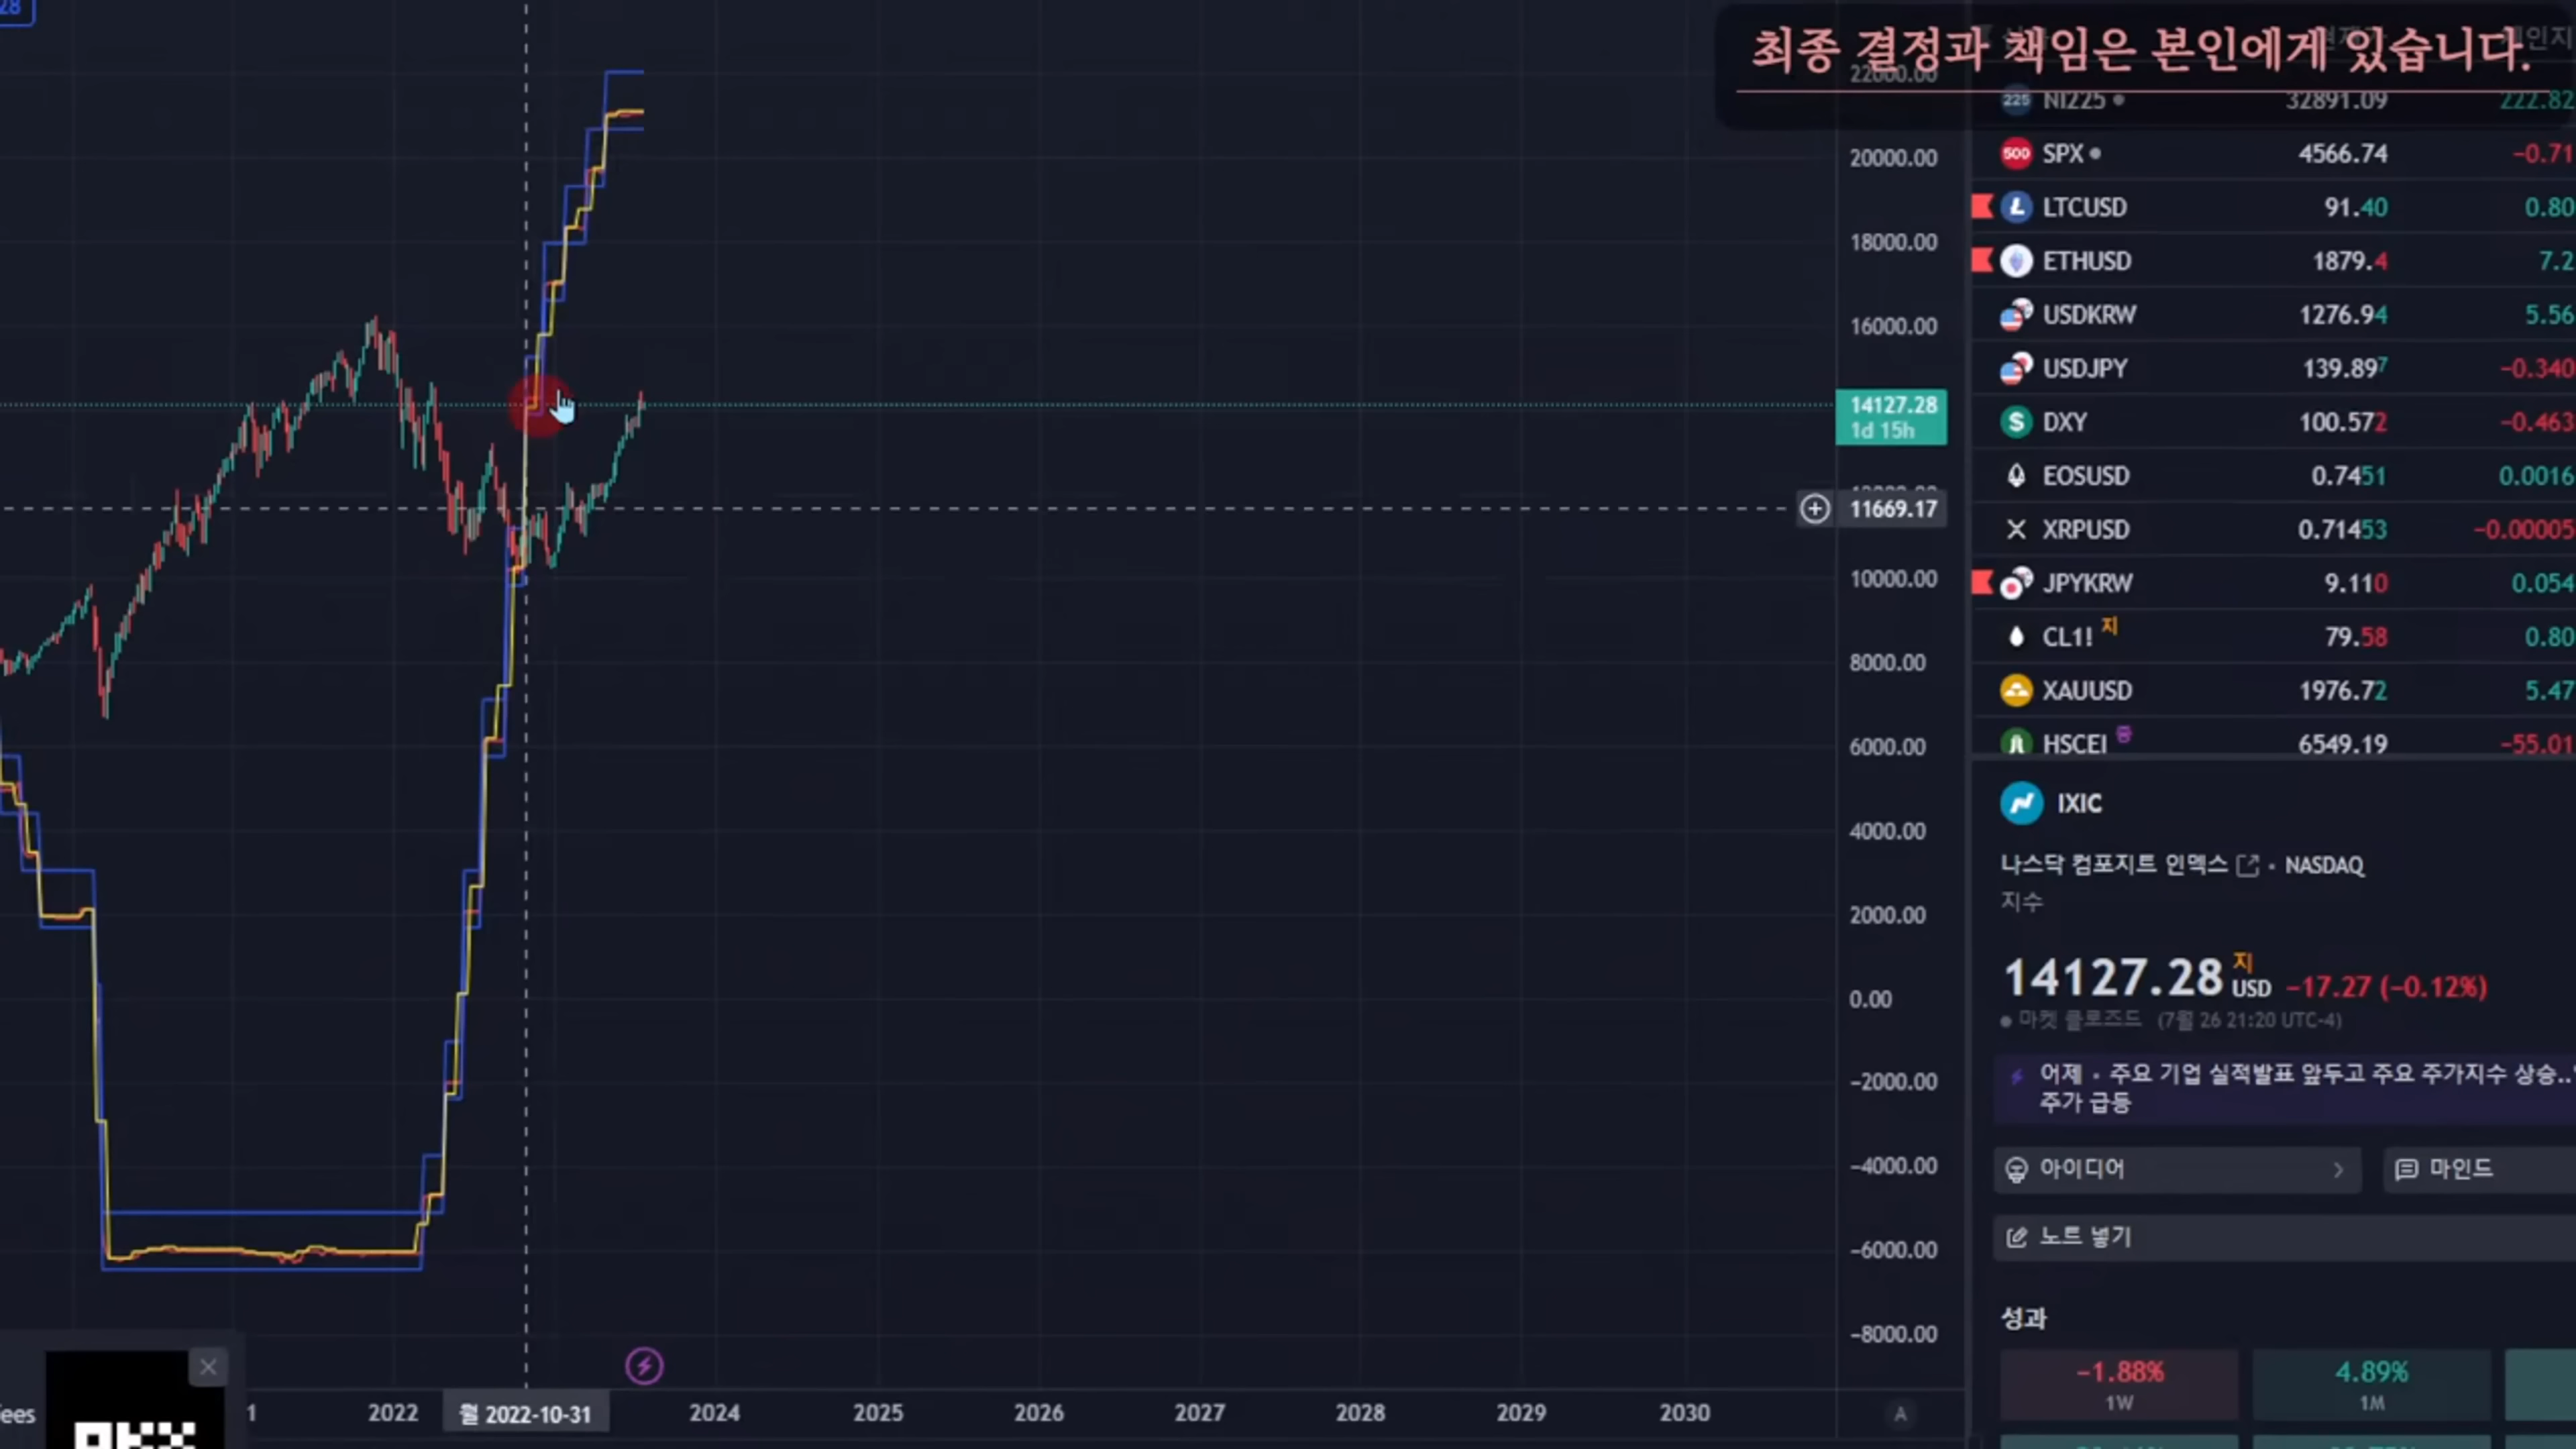 28
최종 결정과 책임은 본인에게 있습니다.
22000.00
20000.00
18000.00
16000.00
14127.28
1d 15h
11669.17
10000.00
8000.00
6000.00
4000.00
2000.00
0.00
−2000.00
−4000.00
−6000.00
−8000.00
2022
월 2022-10-31
2024
2025
2026
2027
2028
2029
2030
A
NI225 32891.09 222.82
SPX 4566.74 −0.71
LTCUSD 91.40 0.80
ETHUSD 1879.4 7.2
USDKRW 1276.94 5.56
USDJPY 139.897 −0.340
DXY 100.572 −0.463
EOSUSD 0.7451 0.0016
XRPUSD 0.71453 −0.00005
JPYKRW 9.110 0.054
CL1! 지 79.58 0.80
XAUUSD 1976.72 5.47
HSCEI 6549.19 −55.01
IXIC
나스닥 컴포지트 인덱스 • NASDAQ
지수
14127.28 지 USD −17.27 (−0.12%)
마켓 클로즈드 (7월 26 21:20 UTC-4)
어제 • 주요 기업 실적발표 앞두고 주요 주가지수 상승..
주가 급등
아이디어
마인드
노트 넣기
성과
−1.88%
1W
4.89%
1M